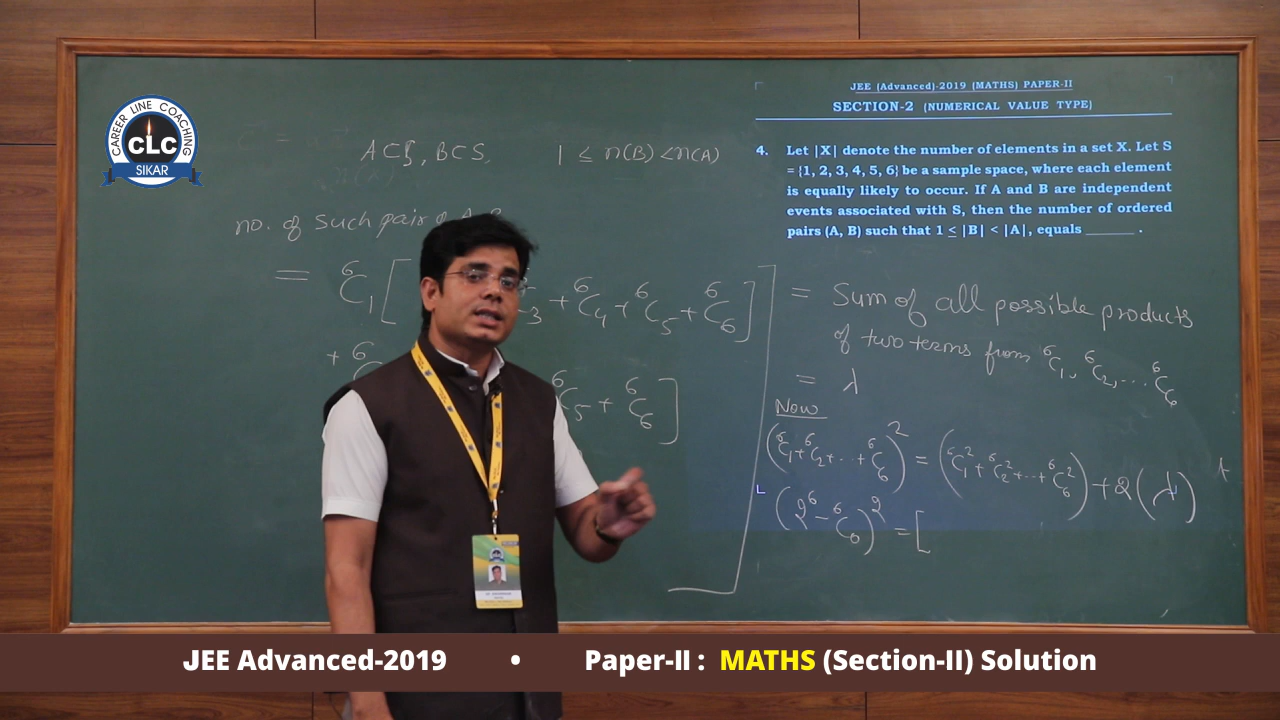 CAREER LINE COACHING
CLC
SIKAR
JEE (Advanced)-2019 (MATHS) PAPER-II
SECTION-2 (NUMERICAL VALUE TYPE)
4. Let |X| denote the number of elements in a set X. Let S
= {1, 2, 3, 4, 5, 6} be a sample space, where each element
is equally likely to occur. If A and B are independent
events associated with S, then the number of ordered
pairs (A, B) such that 1 ≤ |B| < |A|, equals ______ .
A⊂S, B⊂S, 1 ≤ n(B) < n(A)
no. of such pair
= ⁶C₁[ ₃ + ⁶C₄ + ⁶C₅ + ⁶C₆]
+ ⁶C ⁶C₅ + ⁶C₆]
= Sum of all possible products
of two terms from ⁶C₁, ⁶C₂, ... ⁶C₆
= λ
Now
(⁶C₁+⁶C₂+...+⁶C₆)² = (⁶C₁²+⁶C₂²+...+⁶C₆²)+2(λ)
(2⁶ - ⁶C₀)² = [
JEE Advanced-2019 • Paper-II : MATHS (Section-II) Solution